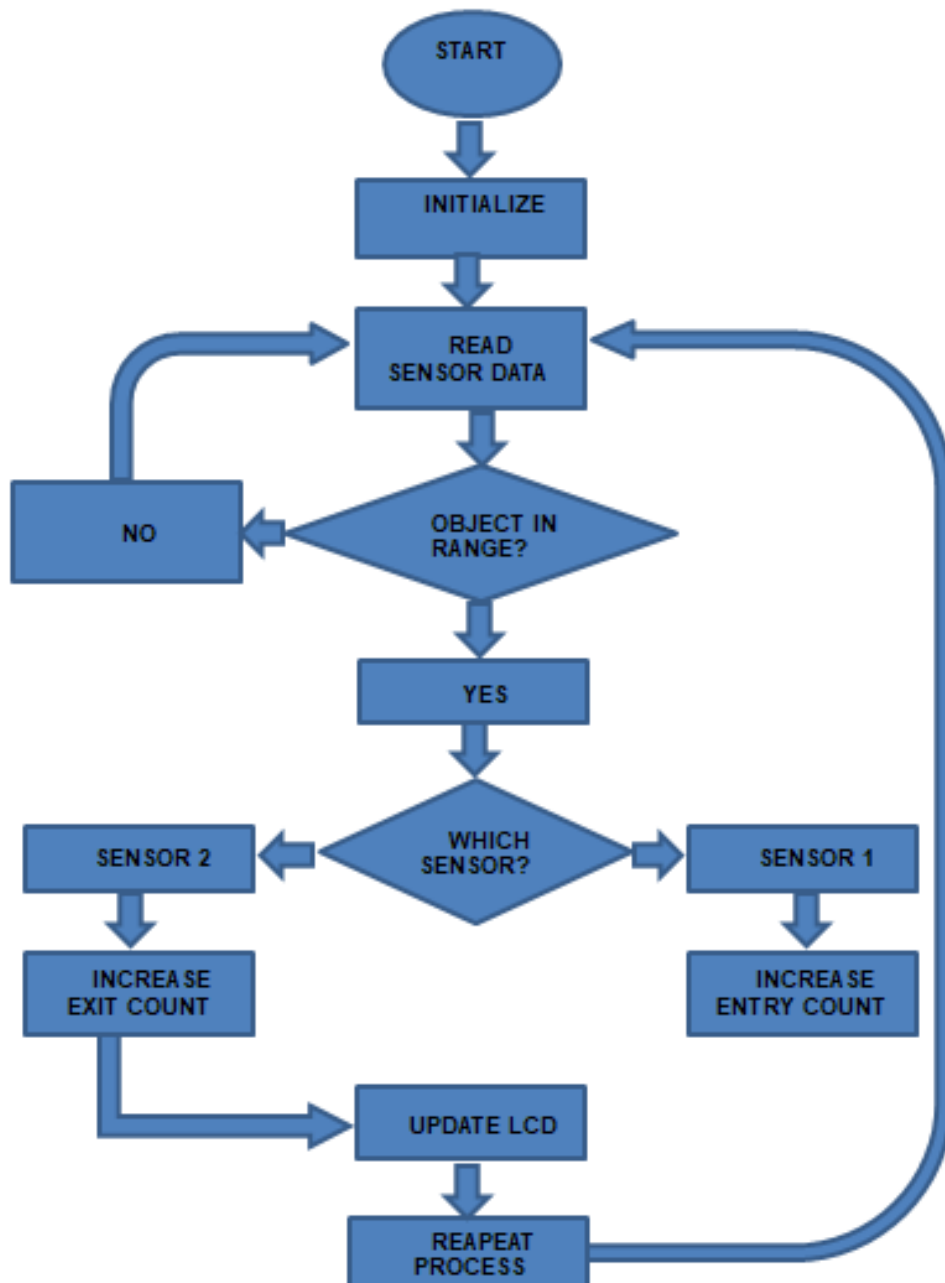 START
INITIALIZE
READ
SENSOR DATA
NO
OBJECT IN
RANGE?
YES
WHICH
SENSOR?
SENSOR 2
SENSOR 1
INCREASE
EXIT COUNT
INCREASE
ENTRY COUNT
UPDATE LCD
REAPEAT
PROCESS